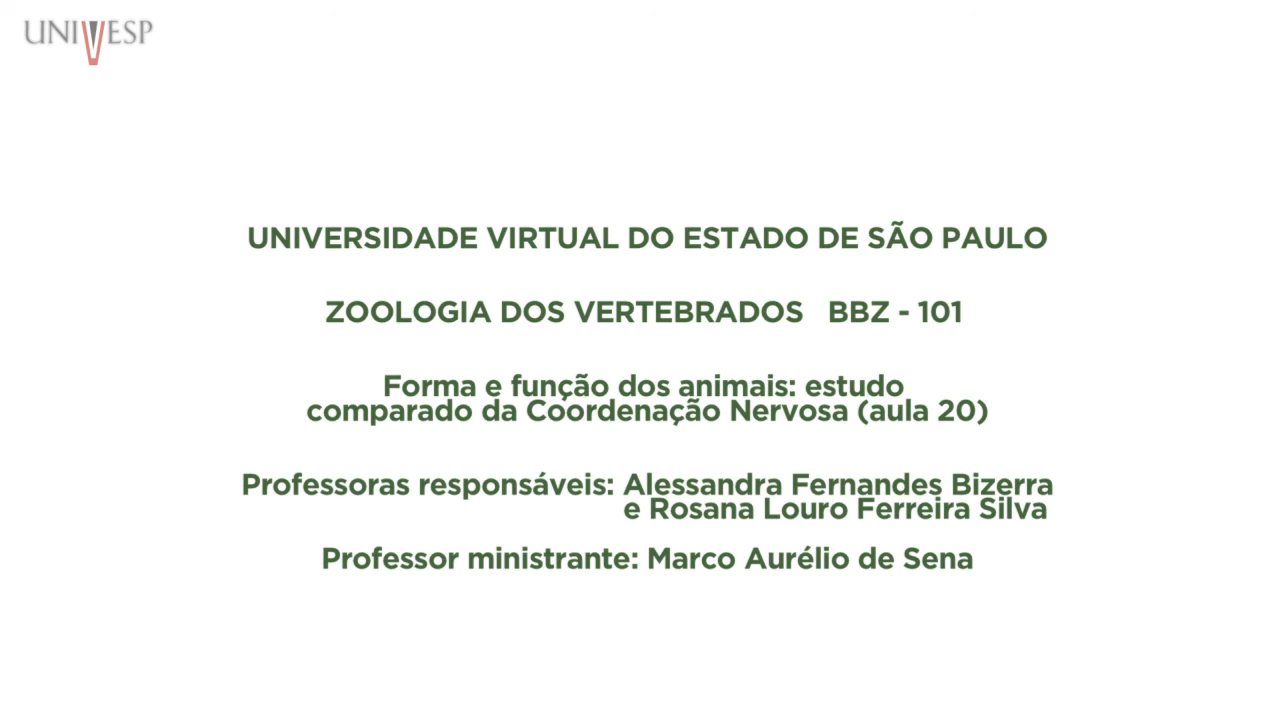 UNIVESP
UNIVERSIDADE VIRTUAL DO ESTADO DE SÃO PAULO
ZOOLOGIA DOS VERTEBRADOS BBZ - 101
Forma e função dos animais: estudo
comparado da Coordenação Nervosa (aula 20)
Professoras responsáveis: Alessandra Fernandes Bizerra
e Rosana Louro Ferreira Silva
Professor ministrante: Marco Aurélio de Sena